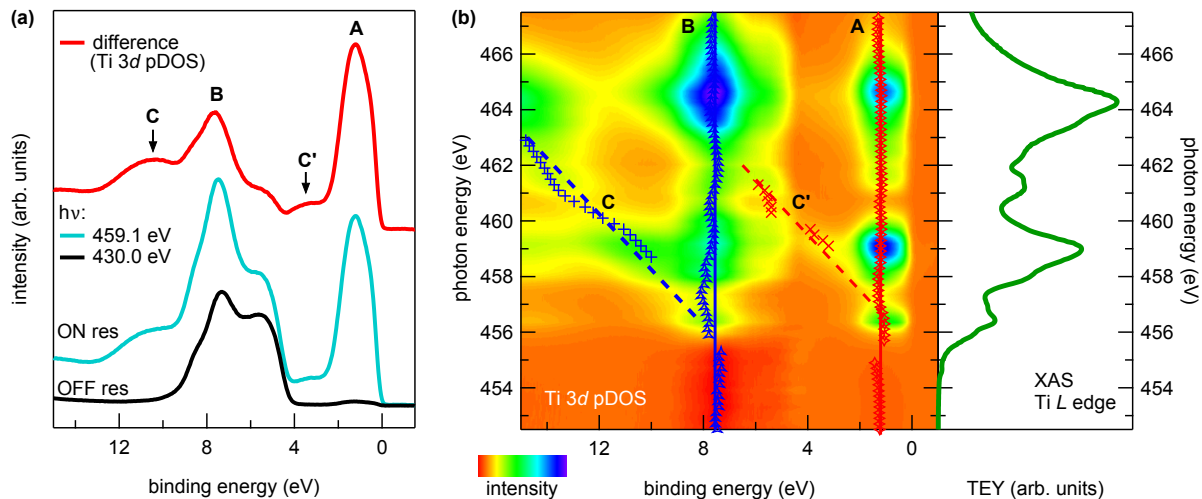 (a)
difference
(Ti 3d pDOS)
A
B
C
C'
hν:
459.1 eV
430.0 eV
ON res
OFF res
intensity (arb. units)
12
8
4
0
binding energy (eV)
(b)
B
A
C
C'
Ti 3d pDOS
photon energy (eV)
466
464
462
460
458
456
454
12
8
4
0
binding energy (eV)
intensity
XAS
Ti L edge
466
464
462
460
458
456
454
photon energy (eV)
TEY (arb. units)